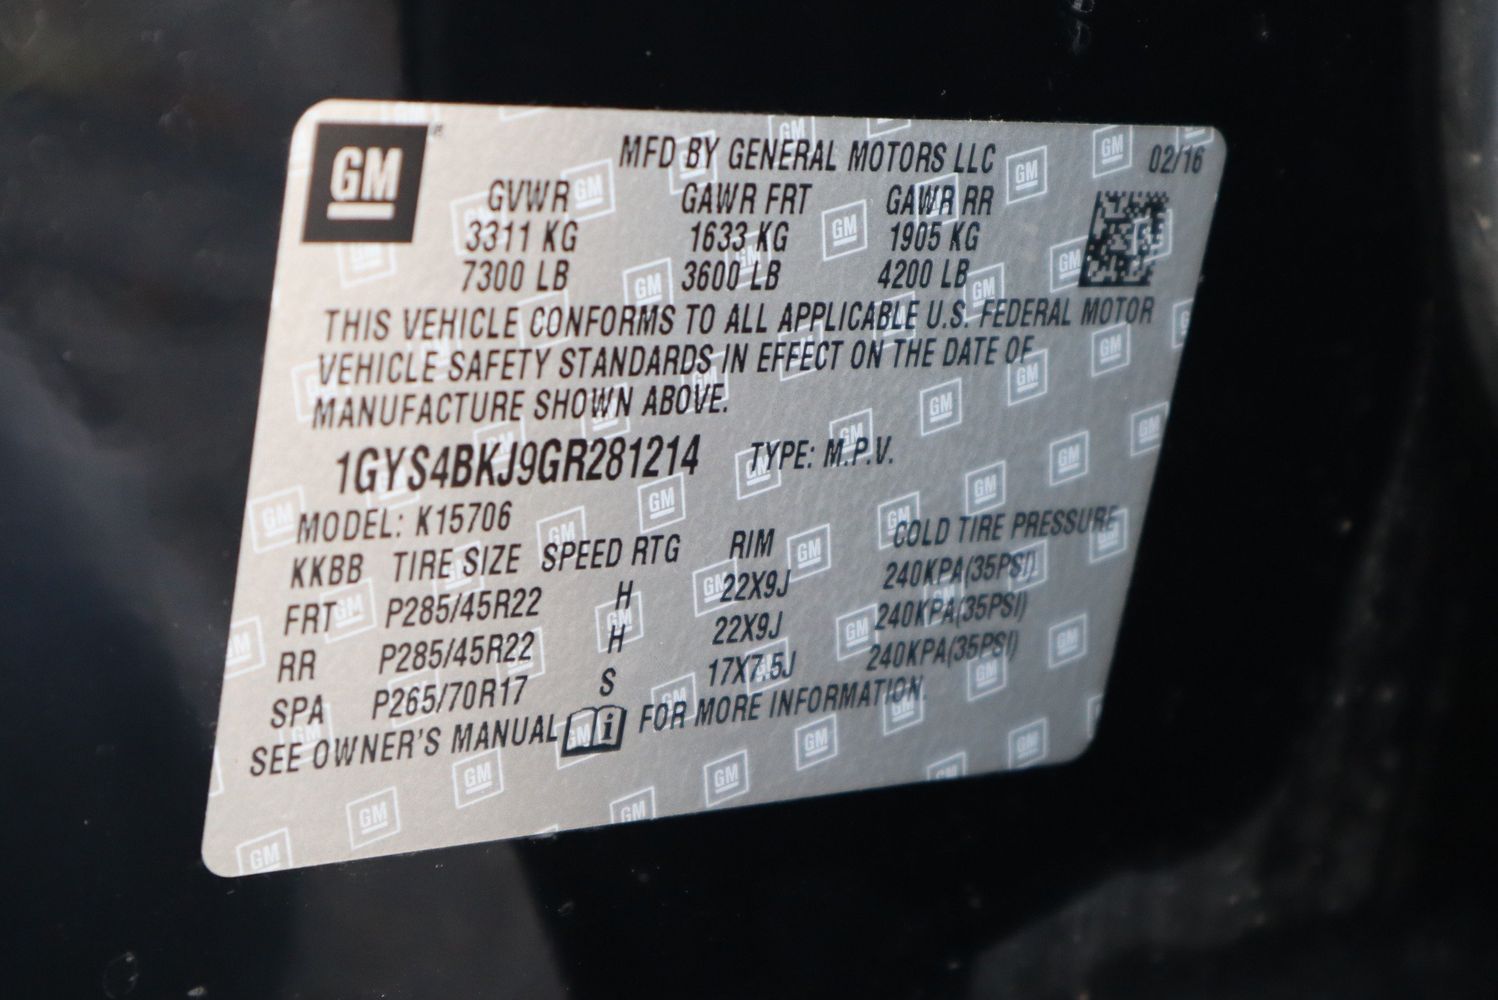 GM
MFD BY GENERAL MOTORS LLC 02/16
GVWR GAWR FRT GAWR RR
3311 KG 1633 KG 1905 KG
7300 LB 3600 LB 4200 LB
THIS VEHICLE CONFORMS TO ALL APPLICABLE U.S. FEDERAL MOTOR
VEHICLE SAFETY STANDARDS IN EFFECT ON THE DATE OF
MANUFACTURE SHOWN ABOVE.
1GYS4BKJ9GR281214 TYPE: M.P.V.
MODEL: K15706
KKBB TIRE SIZE SPEED RTG RIM COLD TIRE PRESSURE
FRT P285/45R22 H 22X9J 240KPA(35PSI)
RR P285/45R22 H 22X9J 240KPA(35PSI)
SPA P265/70R17 S 17X7.5J 240KPA(35PSI)
SEE OWNER'S MANUAL i FOR MORE INFORMATION.